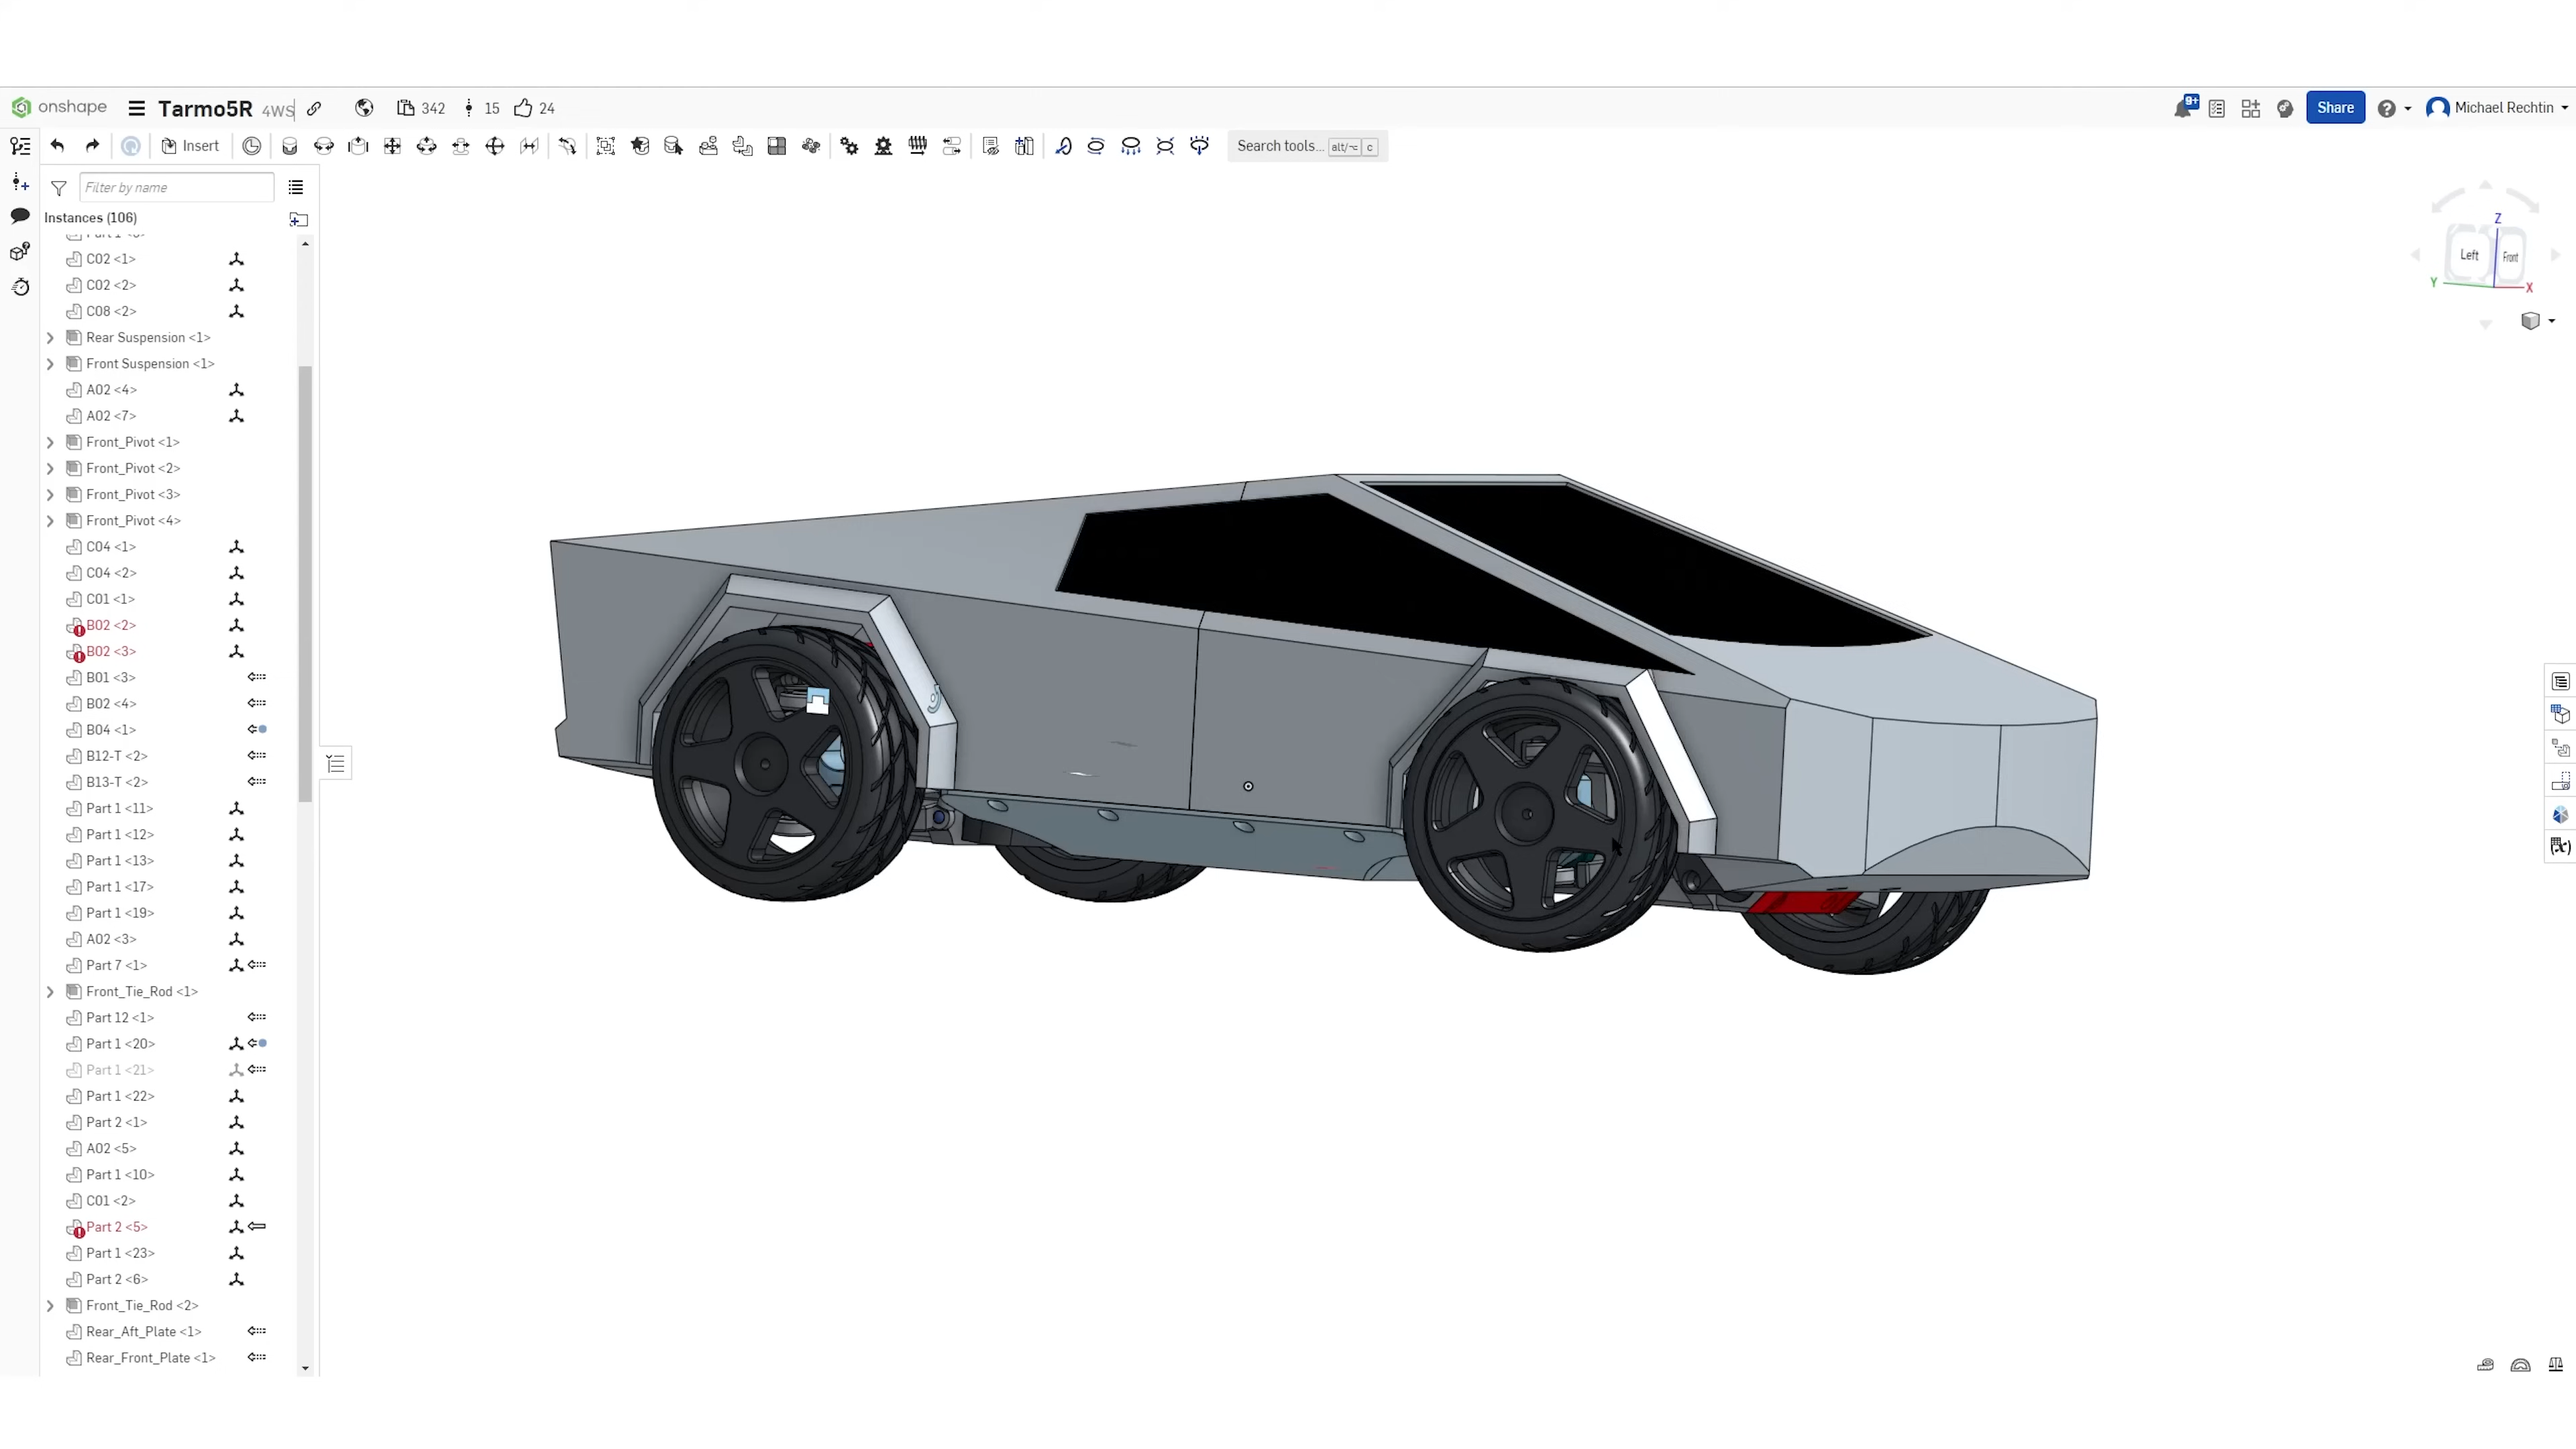 onshape Tarmo5R 4WS 342 15 24 9+ Share Michael Rechtin
Insert Search tools... alt/⌥ c
Filter by name
Instances (106)
C02 <1>
C02 <2>
C08 <2>
Rear Suspension <1>
Front Suspension <1>
A02 <4>
A02 <7>
Front_Pivot <1>
Front_Pivot <2>
Front_Pivot <3>
Front_Pivot <4>
C04 <1>
C04 <2>
C01 <1>
B02 <2>
B02 <3>
B01 <3>
B02 <4>
B04 <1>
B12-T <2>
B13-T <2>
Part 1 <11>
Part 1 <12>
Part 1 <13>
Part 1 <17>
Part 1 <19>
A02 <3>
Part 7 <1>
Front_Tie_Rod <1>
Part 12 <1>
Part 1 <20>
Part 1 <21>
Part 1 <22>
Part 2 <1>
A02 <5>
Part 1 <10>
C01 <2>
Part 2 <5>
Part 1 <23>
Part 2 <6>
Front_Tie_Rod <2>
Rear_Aft_Plate <1>
Rear_Front_Plate <1>
Z
Left Front
Y X
(x)